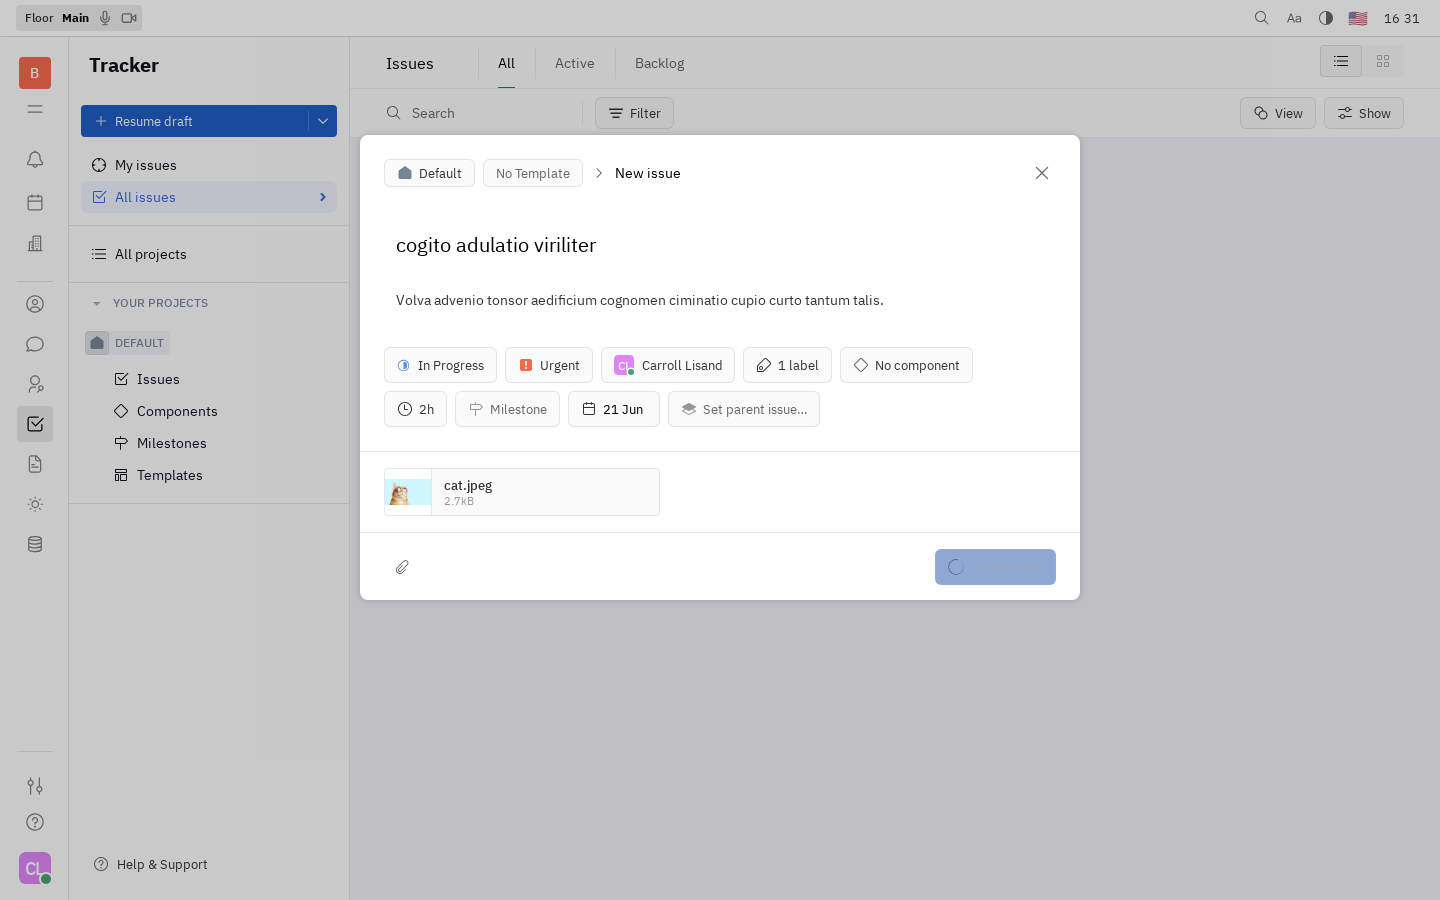 Floor Main
Aa
16 31
B
Tracker
Resume draft
My issues
All issues
All projects
YOUR PROJECTS
DEFAULT
Issues
Components
Milestones
Templates
Help & Support
CL
Issues
All
Active
Backlog
Search
Filter
View
Show
Default
No Template
New issue
cogito adulatio viriliter
Volva advenio tonsor aedificium cognomen ciminatio cupio curto tantum talis.
In Progress
Urgent
CL Carroll Lisand
1 label
No component
2h
Milestone
21 Jun
Set parent issue...
cat.jpeg
2.7kB